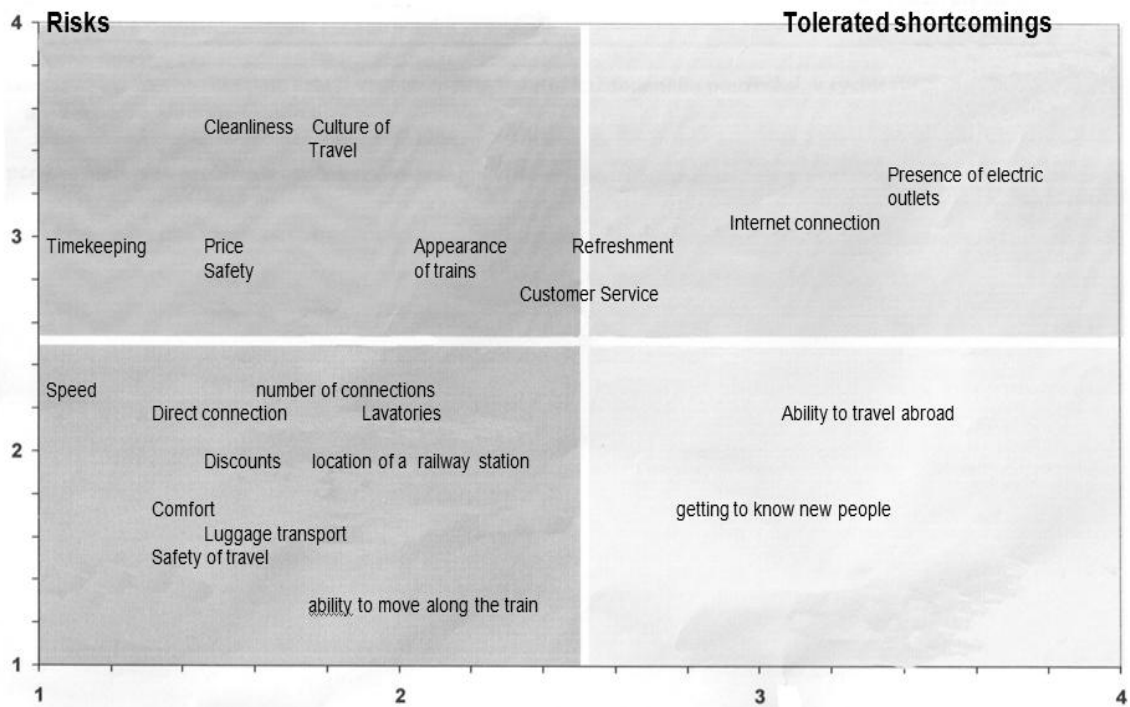 4 Risks Tolerated shortcomings
Cleanliness Culture of
Travel
Presence of electric
outlets
Internet connection
3 Timekeeping Price Appearance Refreshment
Safety of trains
Customer Service
Speed number of connections
Direct connection Lavatories Ability to travel abroad
2 Discounts location of a railway station
Comfort getting to know new people
Luggage transport
Safety of travel
ability to move along the train
1
1 2 3 4